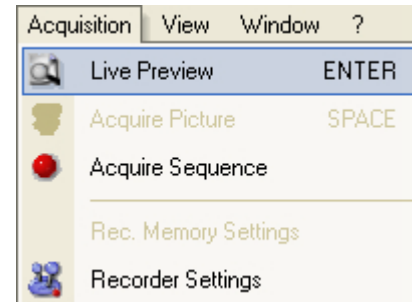 Acquisition View Window ?
Live Preview ENTER
Acquire Picture SPACE
Acquire Sequence
Rec. Memory Settings
Recorder Settings